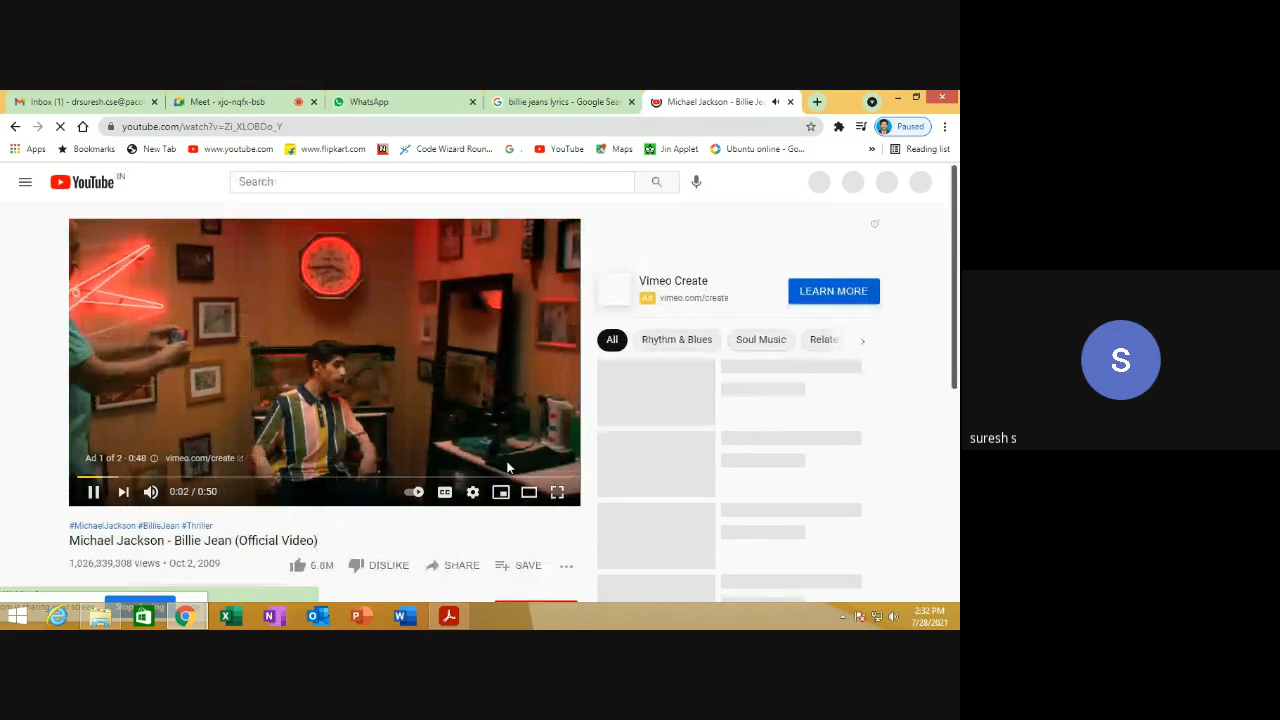 Inbox (1) - drsuresh.cse@paco
Meet - xjo-nqfx-bsb
WhatsApp
billie jeans lyrics - Google Sear
Michael Jackson - Billie Je
youtube.com/watch?v=Zi_XLOBDo_Y
Paused
Apps
Bookmarks
New Tab
www.youtube.com
www.flipkart.com
Code Wizard Roun...
G .
YouTube
Maps
Jin Applet
Ubuntu online - Go...
»
Reading list
YouTube IN
Search
Vimeo Create
Ad vimeo.com/create
LEARN MORE
All
Rhythm & Blues
Soul Music
Relate
Ad 1 of 2 · 0:48
vimeo.com/create
0:02 / 0:50
CC
#MichaelJackson #BillieJean #Thriller
Michael Jackson - Billie Jean (Official Video)
1,026,339,308 views • Oct 2, 2009
6.8M
DISLIKE
SHARE
SAVE
2:32 PM
7/28/2021
S
suresh s